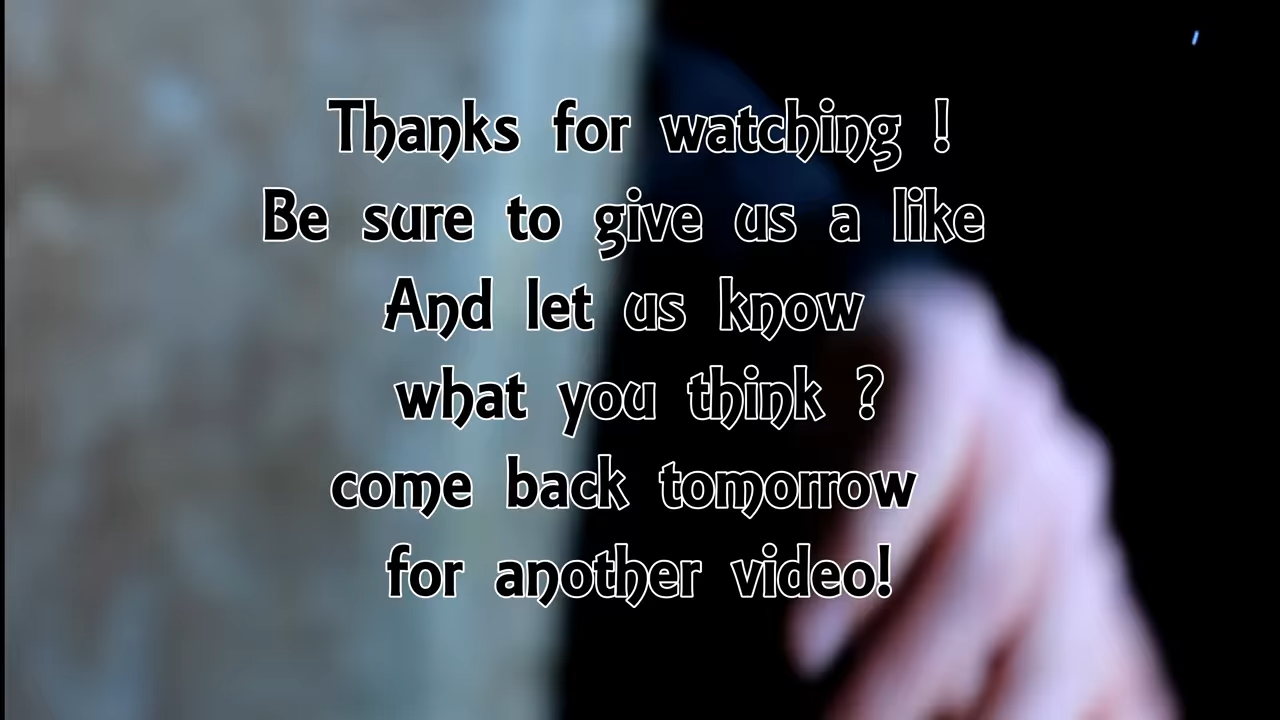 Thanks for watching !
Be sure to give us a like
And let us know
what you think ?
come back tomorrow
for another video!